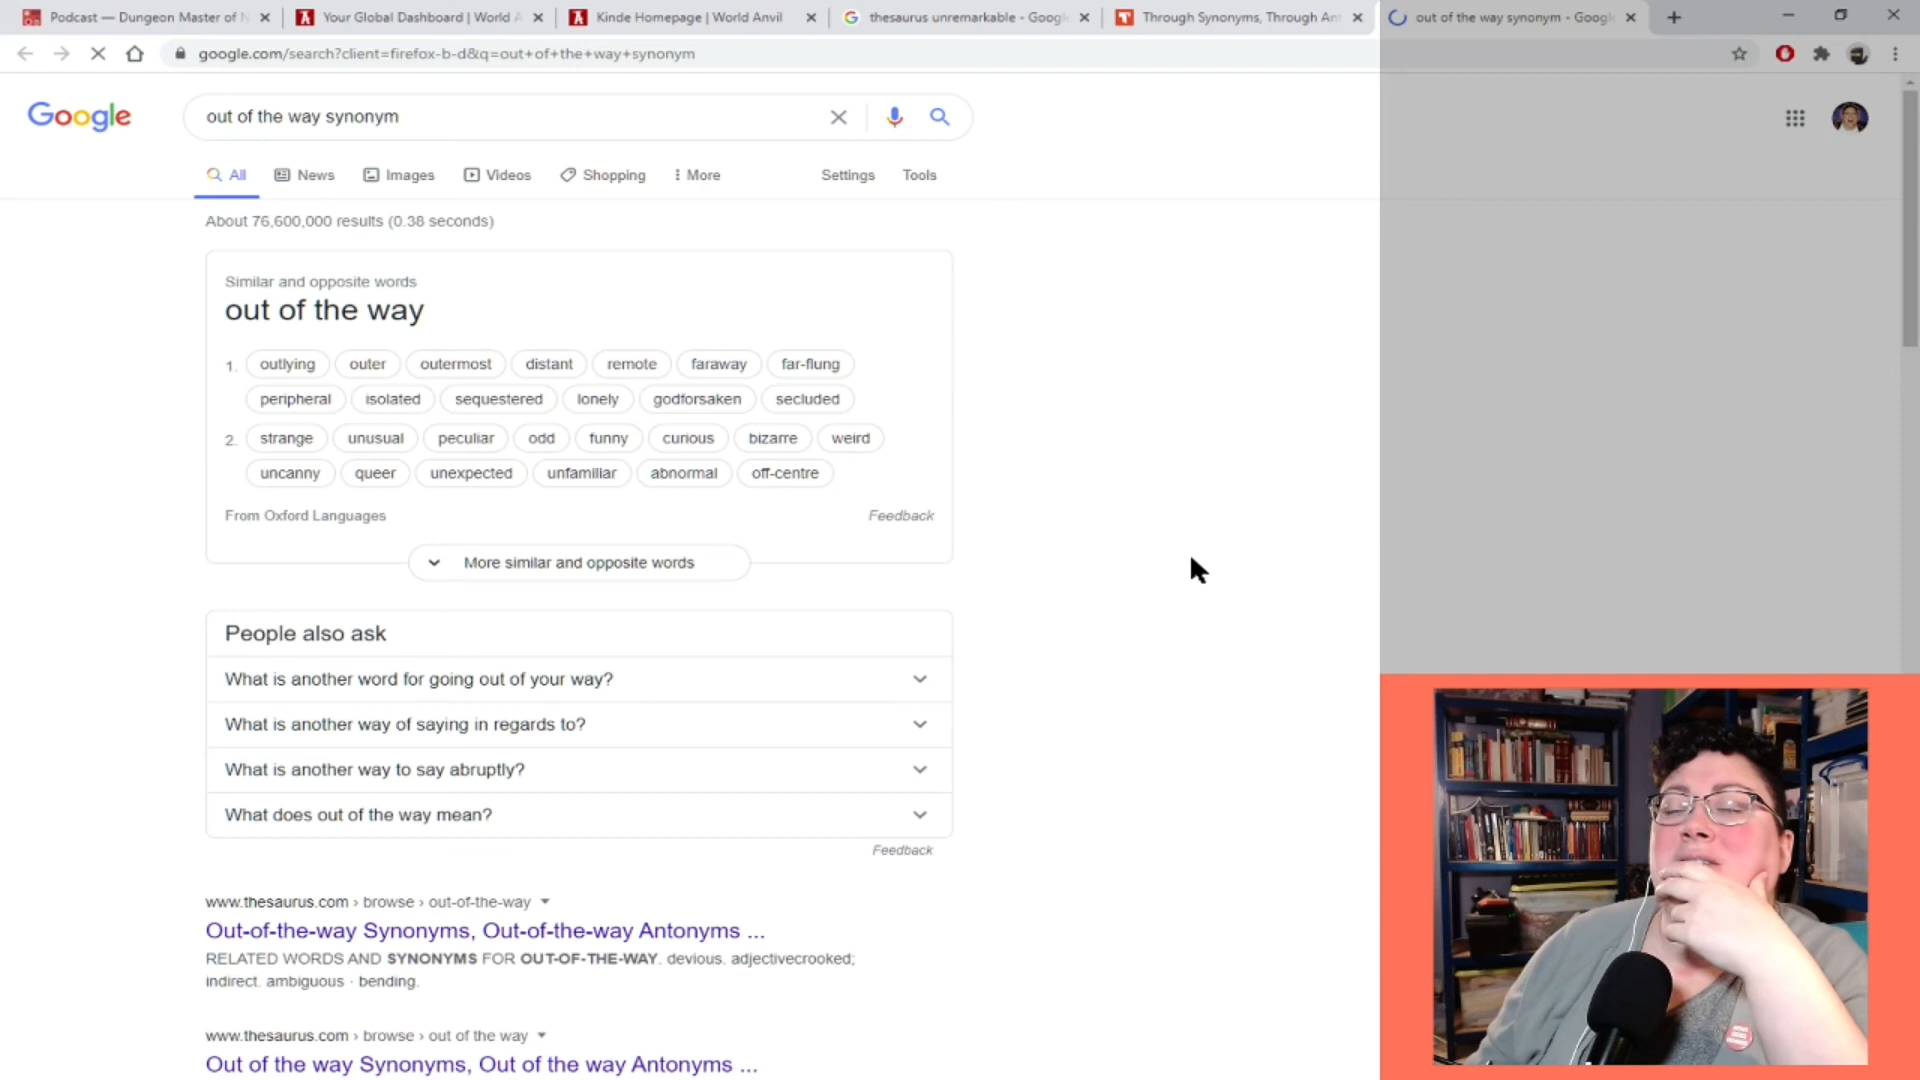 Podcast — Dungeon Master of N
Your Global Dashboard | World A
Kinde Homepage | World Anvil
thesaurus unremarkable - Googl
Through Synonyms, Through Ant
out of the way synonym - Googl
google.com/search?client=firefox-b-d&q=out+of+the+way+synonym
Google
out of the way synonym
All
News
Images
Videos
Shopping
More
Settings
Tools
About 76,600,000 results (0.38 seconds)
Similar and opposite words
out of the way
1. outlying outer outermost distant remote faraway far-flung
peripheral isolated sequestered lonely godforsaken secluded
2. strange unusual peculiar odd funny curious bizarre weird
uncanny queer unexpected unfamiliar abnormal off-centre
From Oxford Languages
Feedback
More similar and opposite words
People also ask
What is another word for going out of your way?
What is another way of saying in regards to?
What is another way to say abruptly?
What does out of the way mean?
Feedback
www.thesaurus.com › browse › out-of-the-way
Out-of-the-way Synonyms, Out-of-the-way Antonyms ...
RELATED WORDS AND SYNONYMS FOR OUT-OF-THE-WAY. devious. adjectivecrooked;
indirect. ambiguous · bending.
www.thesaurus.com › browse › out of the way
Out of the way Synonyms, Out of the way Antonyms ...